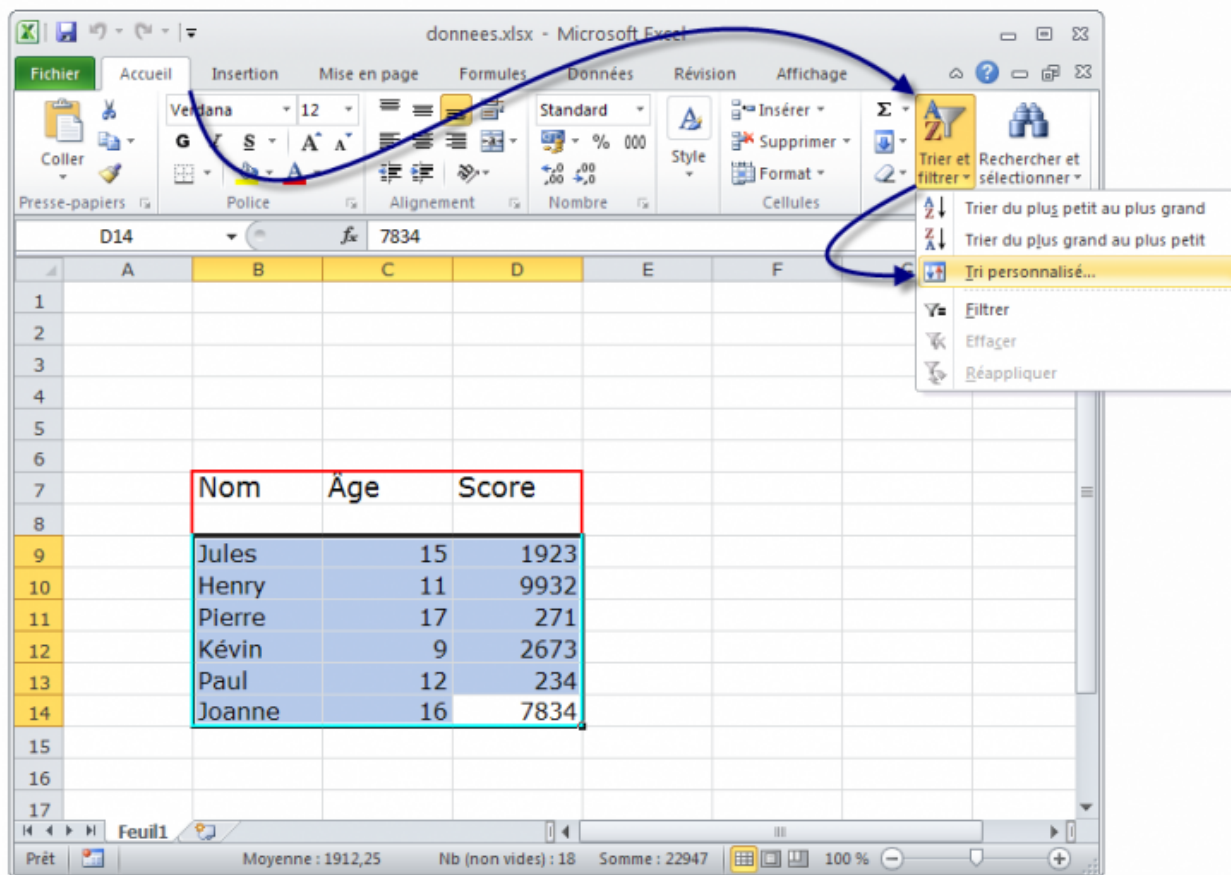 donnees.xlsx - Microsoft Excel
Fichier Accueil Insertion Mise en page Formules Données Révision Affichage
Verdana 12 Standard Insérer Σ
G I S A A % 000 Supprimer
Coller Style Format Trier et filtrer Rechercher et sélectionner
Presse-papiers Police Alignement Nombre Cellules
D14 fx 7834
Trier du plus petit au plus grand
Trier du plus grand au plus petit
Tri personnalisé...
Filtrer
Effacer
Réappliquer
A B C D E F G
1
2
3
4
5
6
7 Nom Âge Score
8
9 Jules 15 1923
10 Henry 11 9932
11 Pierre 17 271
12 Kévin 9 2673
13 Paul 12 234
14 Joanne 16 7834
15
16
17
Feuil1
Prêt Moyenne : 1912,25 Nb (non vides) : 18 Somme : 22947 100 %